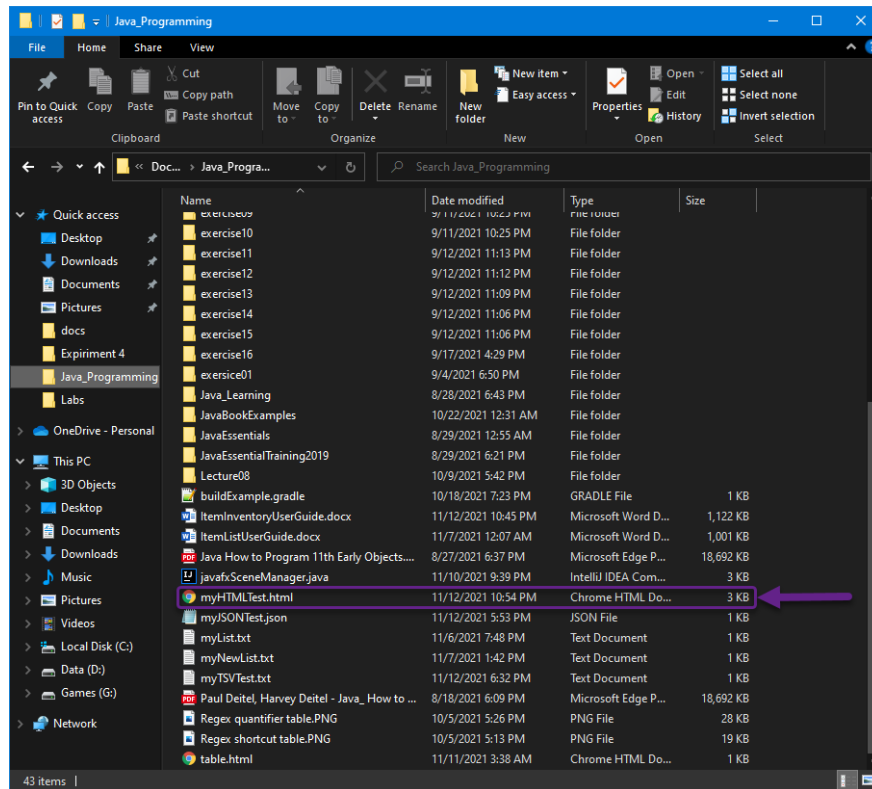 Java_Programming
File Home Share View
Pin to Quick access
Copy
Paste
Cut
Copy path
Paste shortcut
Move to
Copy to
Delete
Rename
New folder
New item
Easy access
Properties
Open
Edit
History
Select all
Select none
Invert selection
Clipboard Organize New Open Select
« Doc... › Java_Progra... Search Java_Programming
Quick access
Desktop
Downloads
Documents
Pictures
docs
Expiriment 4
Java_Programming
Labs
OneDrive - Personal
This PC
3D Objects
Desktop
Documents
Downloads
Music
Pictures
Videos
Local Disk (C:)
Data (D:)
Games (G:)
Network
Name Date modified Type Size
exercise09 9/11/2021 10:25 PM File folder
exercise10 9/11/2021 10:25 PM File folder
exercise11 9/12/2021 11:13 PM File folder
exercise12 9/12/2021 11:12 PM File folder
exercise13 9/12/2021 11:09 PM File folder
exercise14 9/12/2021 11:06 PM File folder
exercise15 9/12/2021 11:06 PM File folder
exercise16 9/17/2021 4:29 PM File folder
exersice01 9/4/2021 6:50 PM File folder
Java_Learning 8/28/2021 6:43 PM File folder
JavaBookExamples 10/22/2021 12:31 AM File folder
JavaEssentials 8/29/2021 12:55 AM File folder
JavaEssentialTraining2019 8/29/2021 6:21 PM File folder
Lecture08 10/9/2021 5:42 PM File folder
buildExample.gradle 10/18/2021 7:23 PM GRADLE File 1 KB
ItemInventoryUserGuide.docx 11/12/2021 10:45 PM Microsoft Word D... 1,122 KB
ItemListUserGuide.docx 11/7/2021 12:07 AM Microsoft Word D... 1,001 KB
Java How to Program 11th Early Objects.... 8/27/2021 6:37 PM Microsoft Edge P... 18,692 KB
javafxSceneManager.java 11/10/2021 9:39 PM IntelliJ IDEA Com... 3 KB
myHTMLTest.html 11/12/2021 10:54 PM Chrome HTML Do... 3 KB
myJSONTest.json 11/12/2021 5:53 PM JSON File 1 KB
myList.txt 11/6/2021 7:48 PM Text Document 1 KB
myNewList.txt 11/7/2021 1:42 PM Text Document 1 KB
myTSVTest.txt 11/12/2021 6:32 PM Text Document 1 KB
Paul Deitel, Harvey Deitel - Java_ How to ... 8/18/2021 6:09 PM Microsoft Edge P... 18,692 KB
Regex quantifier table.PNG 10/5/2021 5:26 PM PNG File 28 KB
Regex shortcut table.PNG 10/5/2021 5:13 PM PNG File 19 KB
table.html 11/11/2021 3:38 AM Chrome HTML Do... 1 KB
43 items